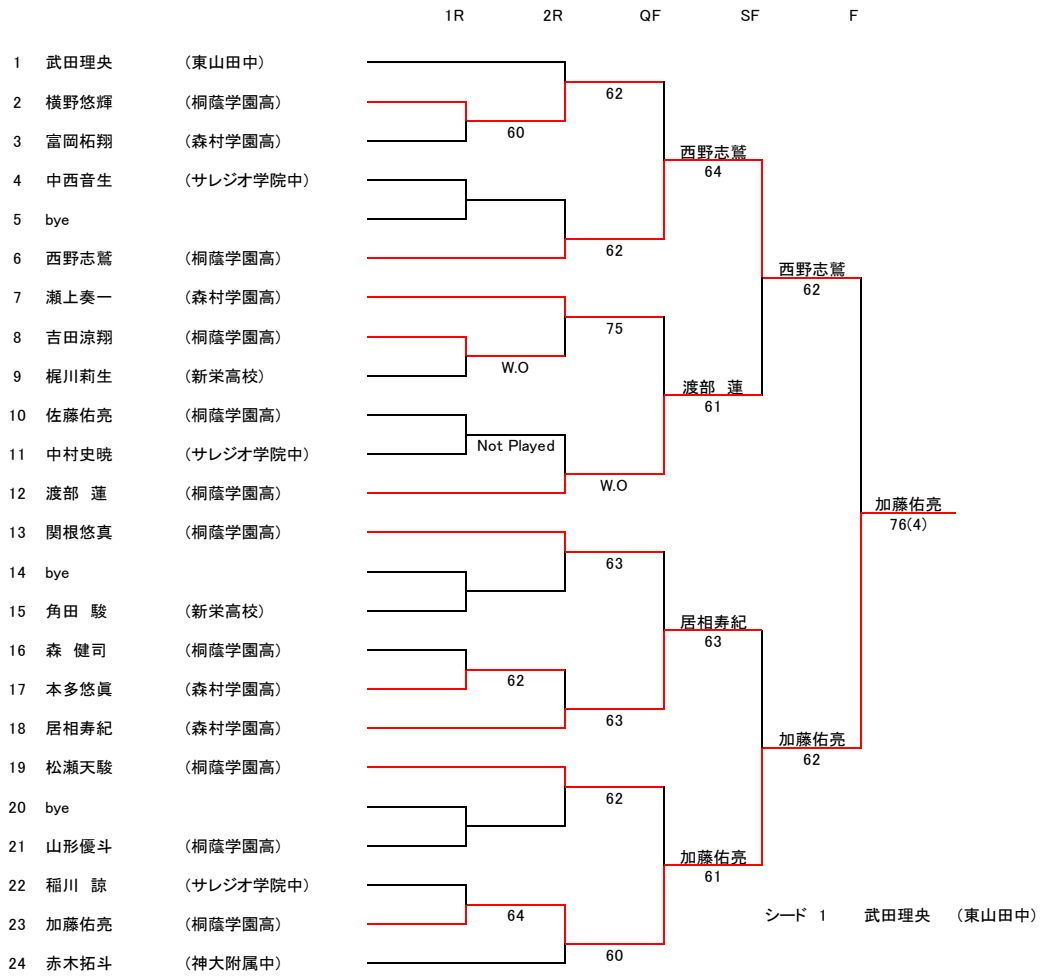 1R 2R QF SF F
1 武田理央 (東山田中)
62
2 横野悠輝 (桐蔭学園高)
60
3 富岡柘翔 (森村学園高)
西野志鷲
64
4 中西音生 (サレジオ学院中)
5 bye
62
6 西野志鷲 (桐蔭学園高)
西野志鷲
62
7 瀬上奏一 (森村学園高)
75
8 吉田涼翔 (桐蔭学園高)
W.O
9 梶川莉生 (新栄高校)
渡部 蓮
61
10 佐藤佑亮 (桐蔭学園高)
Not Played
11 中村史暁 (サレジオ学院中)
W.O
12 渡部 蓮 (桐蔭学園高)
加藤佑亮
76(4)
13 関根悠真 (桐蔭学園高)
63
14 bye
15 角田 駿 (新栄高校)
居相寿紀
63
16 森 健司 (桐蔭学園高)
62
17 本多悠眞 (森村学園高)
63
18 居相寿紀 (森村学園高)
加藤佑亮
62
19 松瀬天駿 (桐蔭学園高)
62
20 bye
21 山形優斗 (桐蔭学園高)
加藤佑亮
61
22 稲川 諒 (サレジオ学院中)
64
23 加藤佑亮 (桐蔭学園高)
シード 1 武田理央 (東山田中)
60
24 赤木拓斗 (神大附属中)